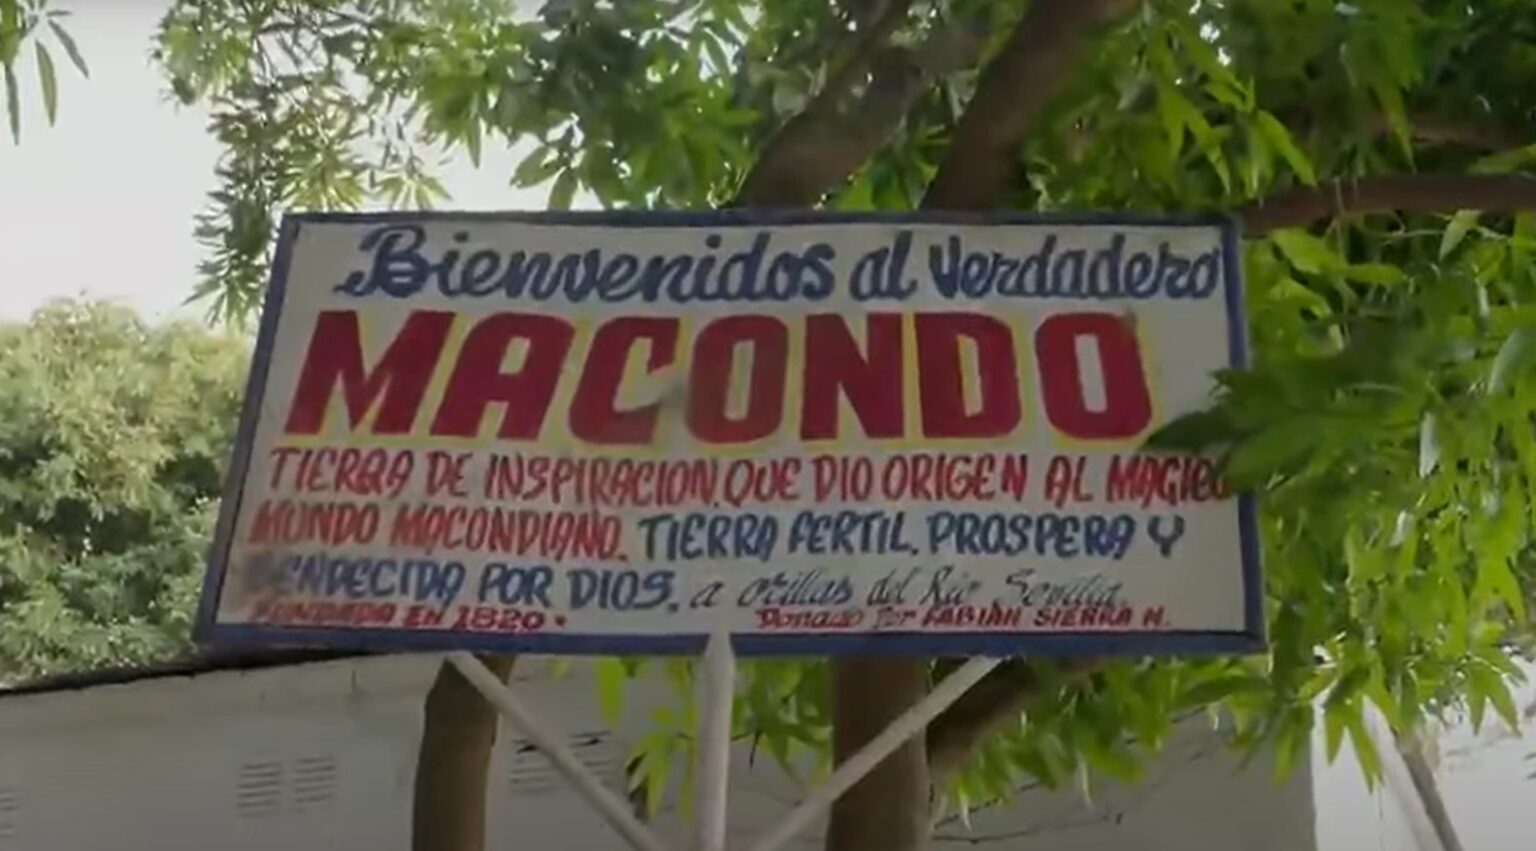 Bienvenidos al Verdadero
MACONDO
TIERRA DE INSPIRACION, QUE DIO ORIGEN AL MAGICO
MUNDO MACONDIANO. TIERRA FERTIL, PROSPERA Y
BENDECIDA POR DIOS. a orillas del Rio Sevilla.
FUNDADA EN 1820. Donado Por FABIAN SIERRA M.